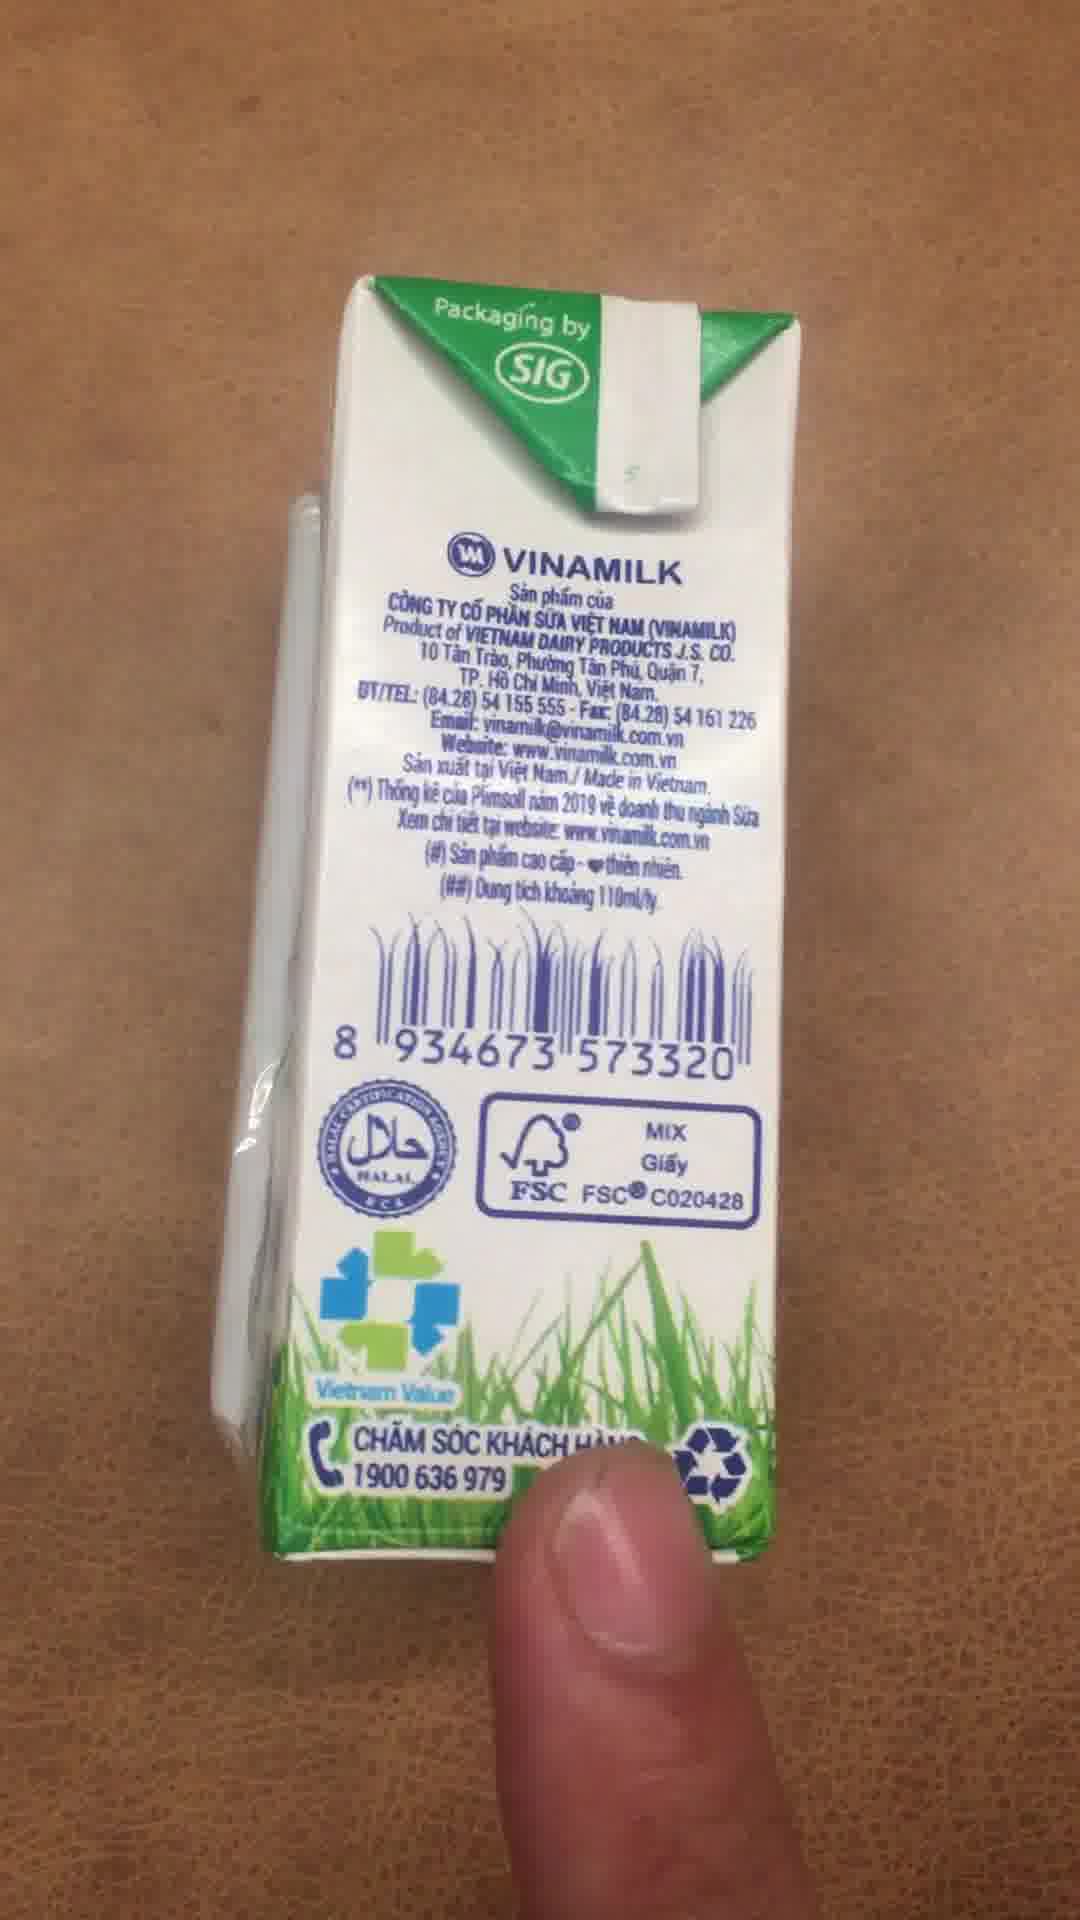 Packaging by
SIG
VINAMILK
Sản phẩm của
CÔNG TY CỔ PHẦN SỮA VIỆT NAM (VINAMILK)
Product of VIETNAM DAIRY PRODUCTS J.S. CO.
10 Tân Trào, Phường Tân Phú, Quận 7,
TP. Hồ Chí Minh, Việt Nam.
ĐT/TEL: (84.28) 54 155 555 - Fax: (84.28) 54 161 226
Email: vinamilk@vinamilk.com.vn
Website: www.vinamilk.com.vn
Sản xuất tại Việt Nam / Made in Vietnam.
(**) Thống kê của Plimsoll năm 2019 về doanh thu ngành Sữa
Xem chi tiết tại website: www.vinamilk.com.vn
(#) Sản phẩm cao cấp - ❤thiên nhiên.
(##) Dung tích khoảng 110ml/ly.
8 934673 573320
HALAL CERTIFICATION AGENCY
حلال
HALAL
MIX
Giấy
FSC FSC® C020428
Vietnam Value
CHĂM SÓC KHÁCH
1900 636 979